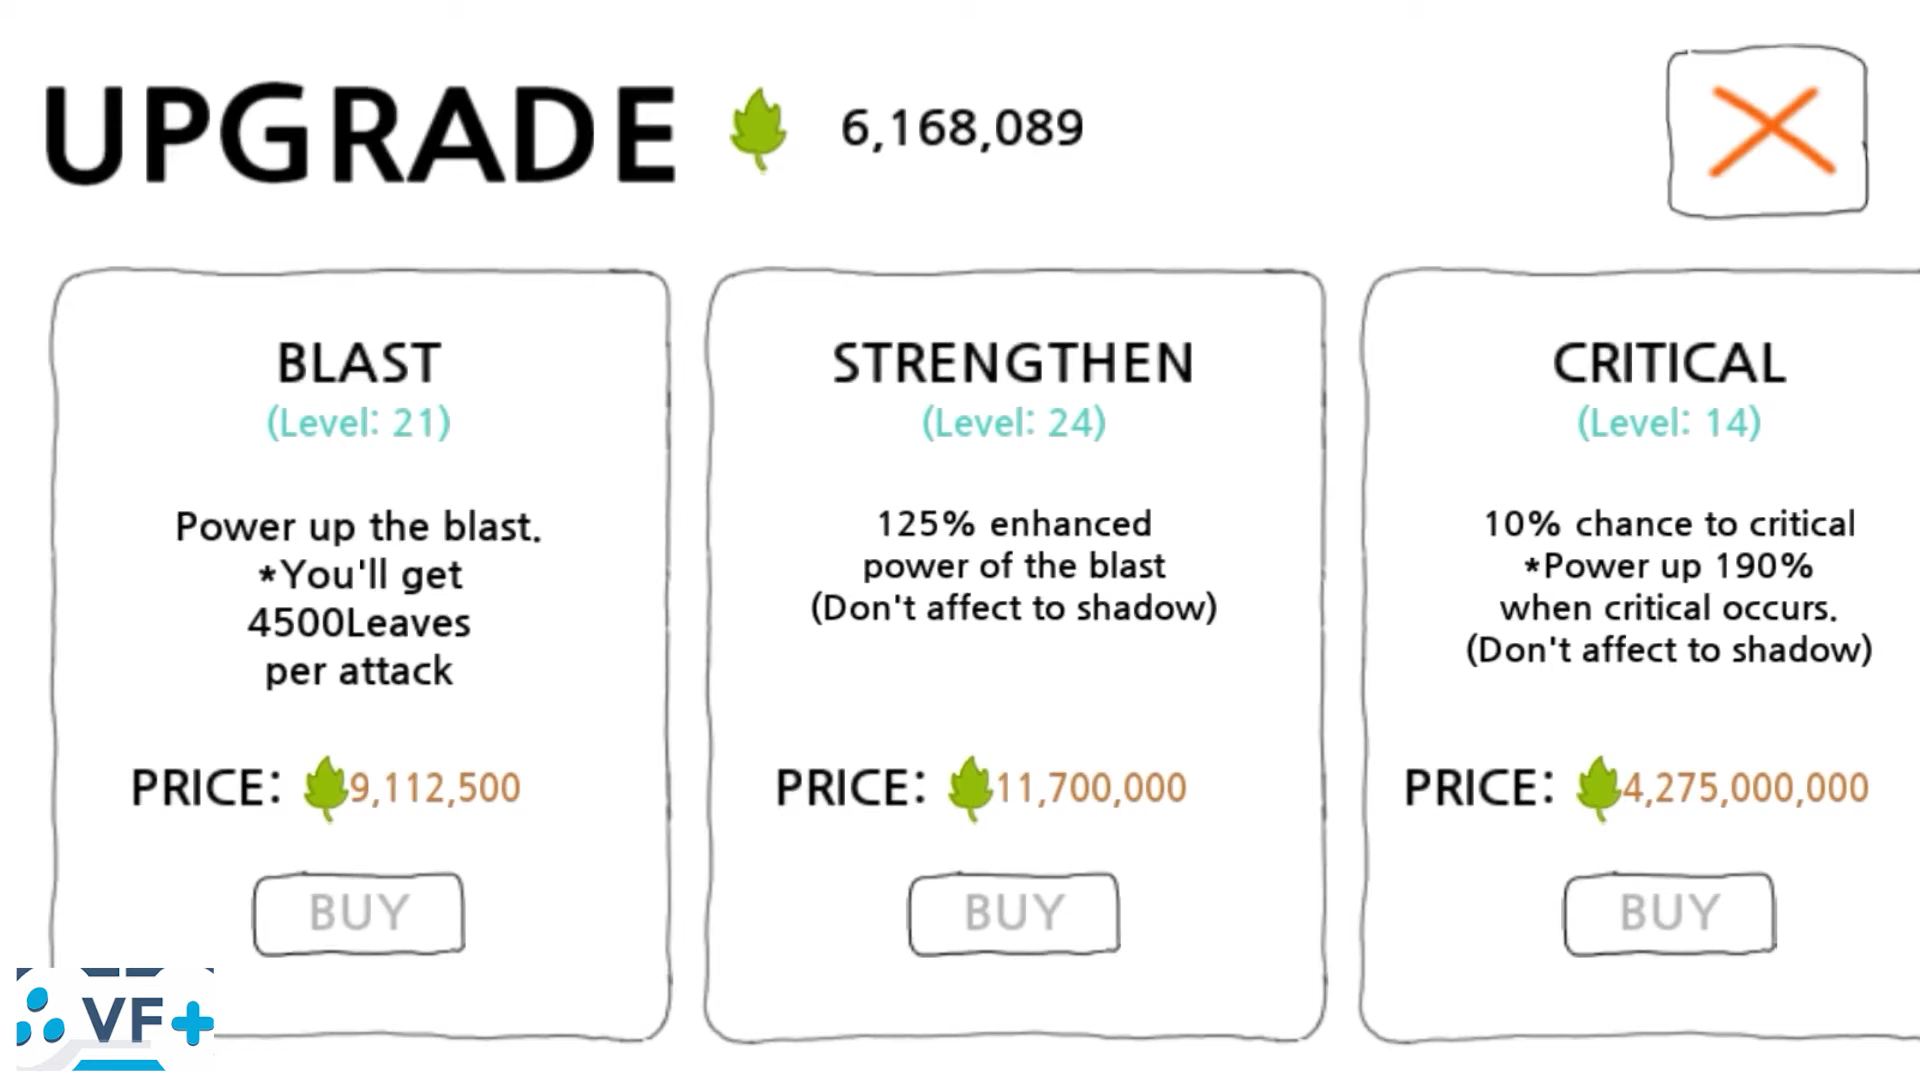 UPGRADE 6,168,089
BLAST
(Level: 21)
Power up the blast.
*You'll get
4500Leaves
per attack
PRICE: 9,112,500
BUY
STRENGTHEN
(Level: 24)
125% enhanced
power of the blast
(Don't affect to shadow)
PRICE: 11,700,000
BUY
CRITICAL
(Level: 14)
10% chance to critical
*Power up 190%
when critical occurs.
(Don't affect to shadow)
PRICE: 4,275,000,000
BUY
VF+